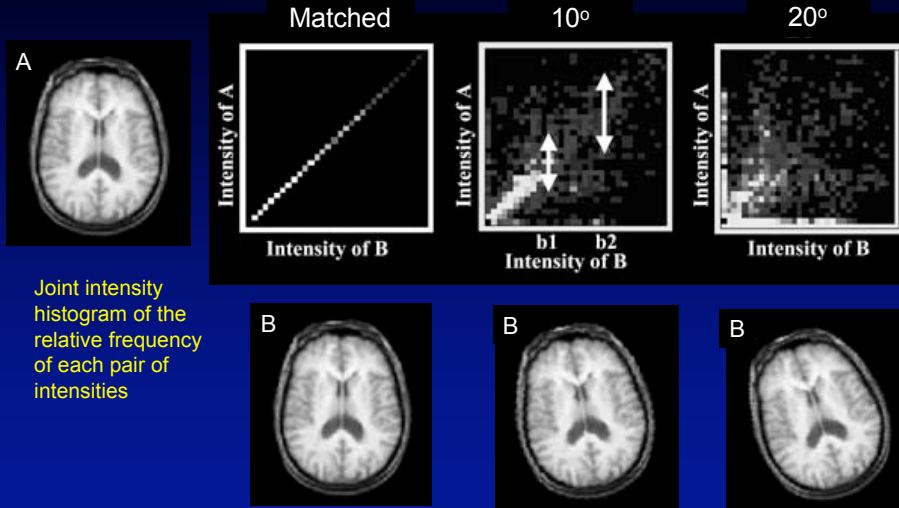 Matched
10°
20°
A
Intensity of A
Intensity of B
Intensity of A
b1 b2
Intensity of B
Intensity of A
Intensity of B
Joint intensity
histogram of the
relative frequency
of each pair of
intensities
B
B
B